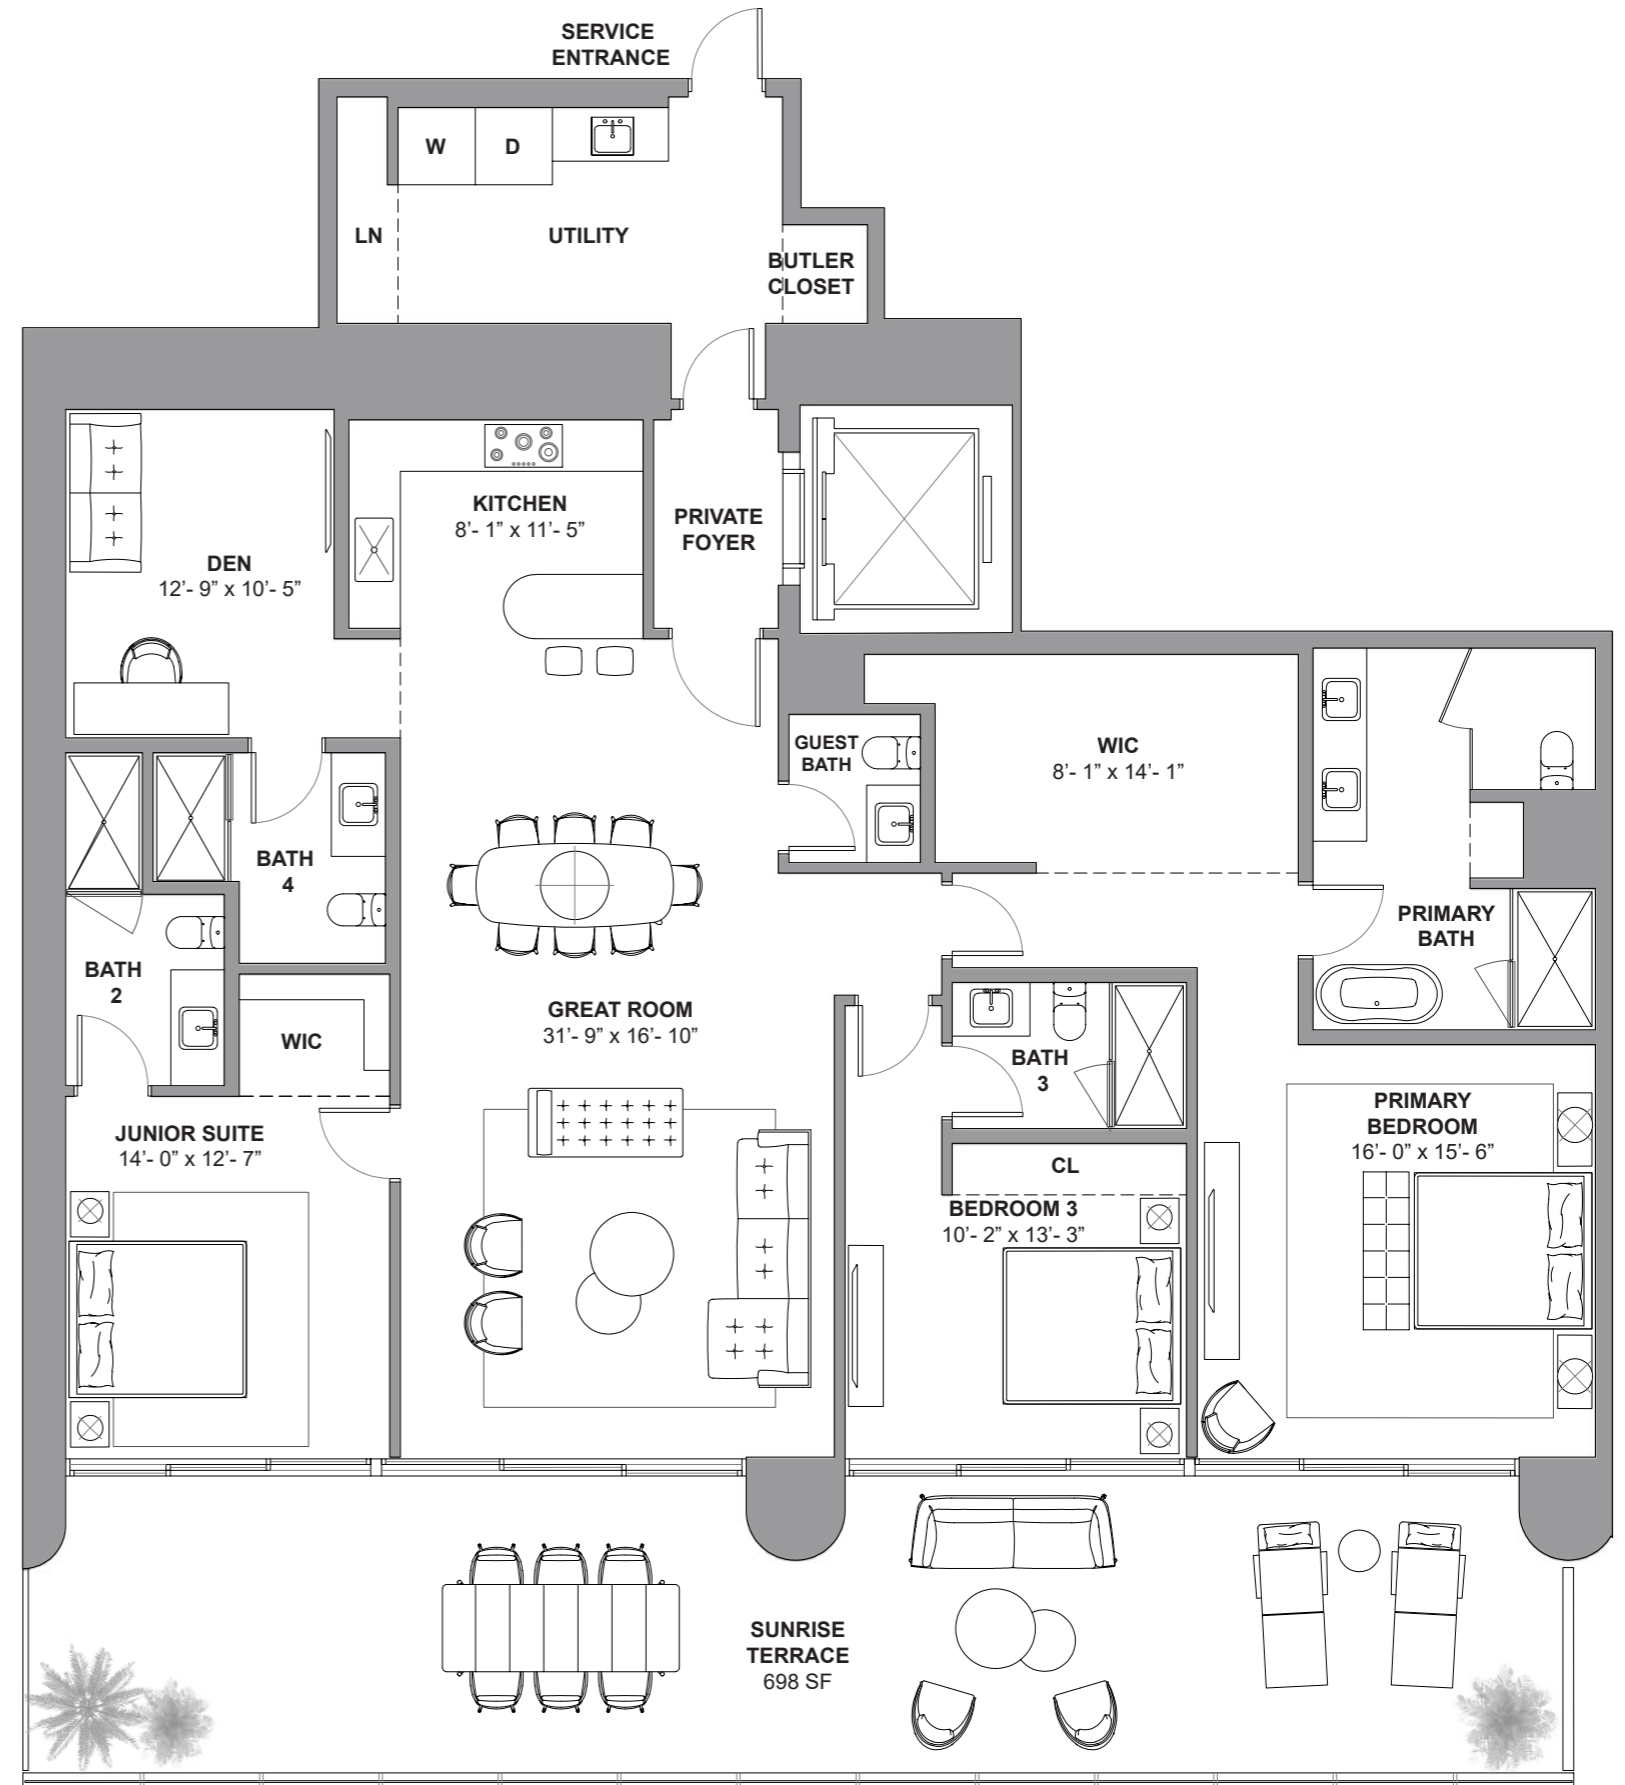 SERVICE
ENTRANCE
W
D
LN
UTILITY
BUTLER
CLOSET
KITCHEN
8’- 1” x 11’- 5”
PRIVATE
FOYER
DEN
12’- 9” x 10’- 5”
GUEST
BATH
WIC
8’- 1” x 14’- 1”
BATH
4
PRIMARY
BATH
BATH
2
GREAT ROOM
31’- 9” x 16’- 10”
WIC
BATH
3
JUNIOR SUITE
14’- 0” x 12’- 7”
PRIMARY
BEDROOM
16’- 0” x 15’- 6”
CL
BEDROOM 3
10’- 2” x 13’- 3”
SUNRISE
TERRACE
698 SF